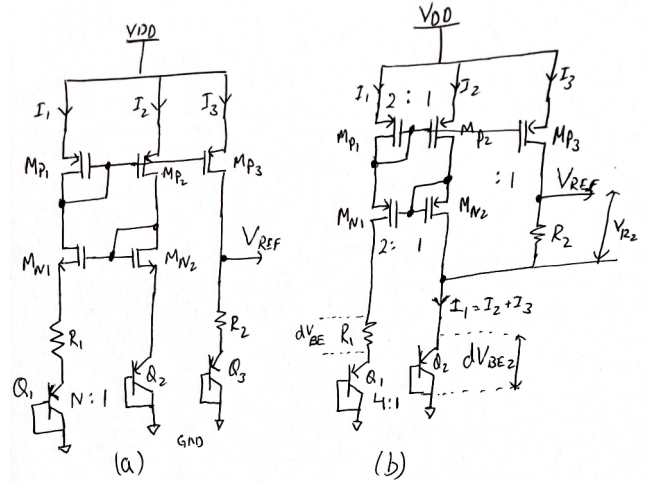 VDD
I1 I2 I3
MP1 MP2 MP3
VREF
MN1 MN2
R1 R2
Q1 N:1 Q2 Q3
GND
(a)
VDD
I1 2 : 1 I2 I3
MP1 MP2 MP3
: 1
VREF
MN1 MN2 R2 VR2
2: 1
I1=I2+I3
dVBE R1 dVBE2
Q1 Q2
4:1
(b)